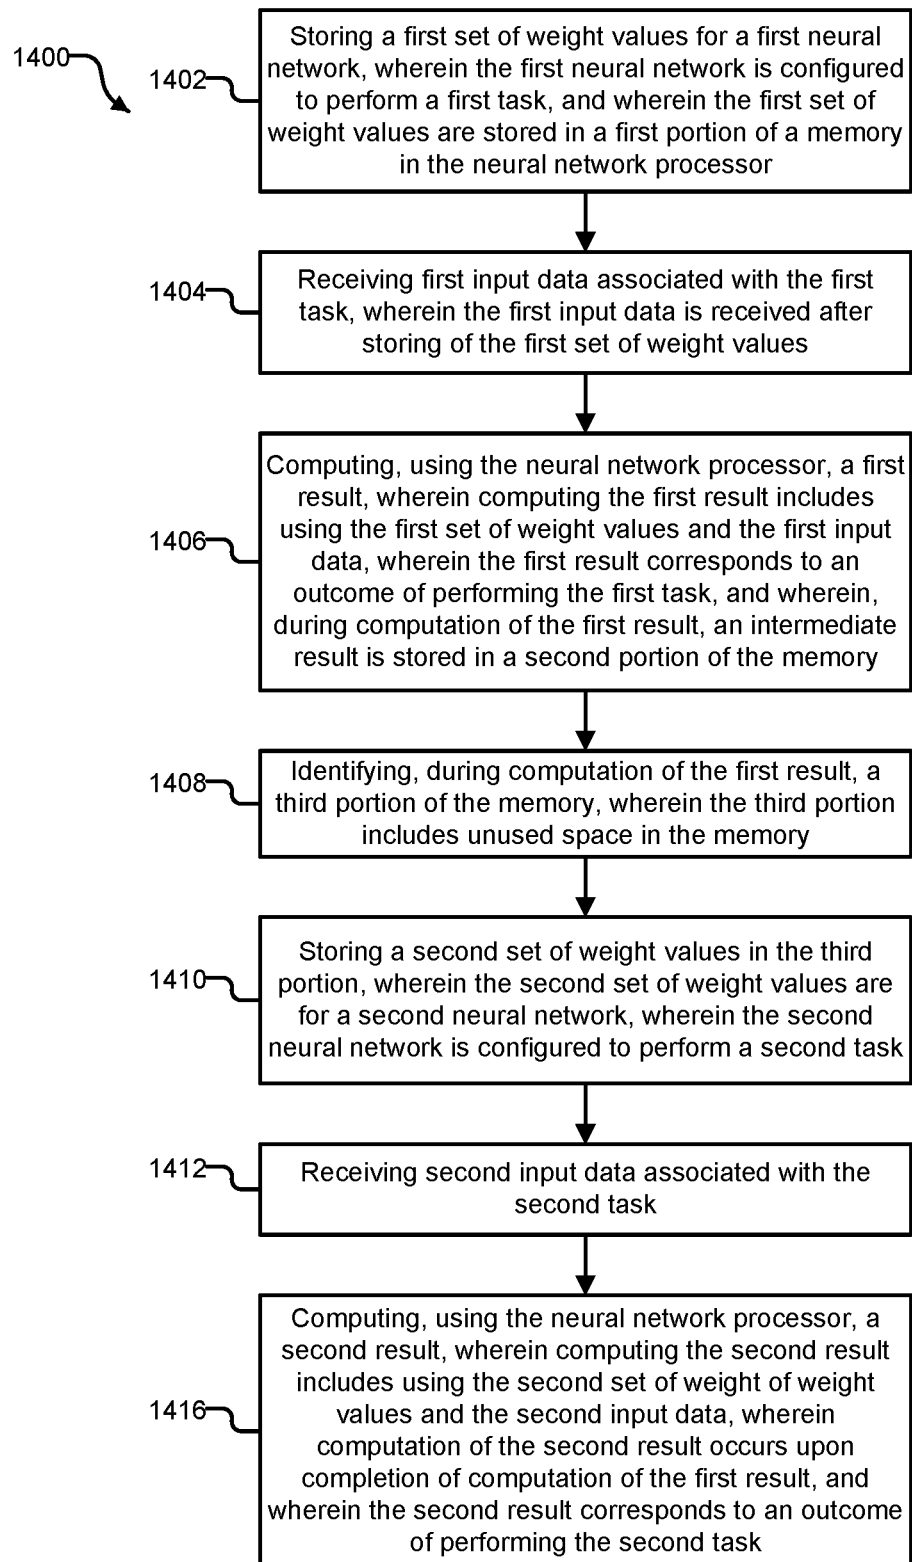 1400
1402
Storing a first set of weight values for a first neural
network, wherein the first neural network is configured
to perform a first task, and wherein the first set of
weight values are stored in a first portion of a memory
in the neural network processor
1404
Receiving first input data associated with the first
task, wherein the first input data is received after
storing of the first set of weight values
1406
Computing, using the neural network processor, a first
result, wherein computing the first result includes
using the first set of weight values and the first input
data, wherein the first result corresponds to an
outcome of performing the first task, and wherein,
during computation of the first result, an intermediate
result is stored in a second portion of the memory
1408
Identifying, during computation of the first result, a
third portion of the memory, wherein the third portion
includes unused space in the memory
1410
Storing a second set of weight values in the third
portion, wherein the second set of weight values are
for a second neural network, wherein the second
neural network is configured to perform a second task
1412
Receiving second input data associated with the
second task
1416
Computing, using the neural network processor, a
second result, wherein computing the second result
includes using the second set of weight of weight
values and the second input data, wherein
computation of the second result occurs upon
completion of computation of the first result, and
wherein the second result corresponds to an outcome
of performing the second task